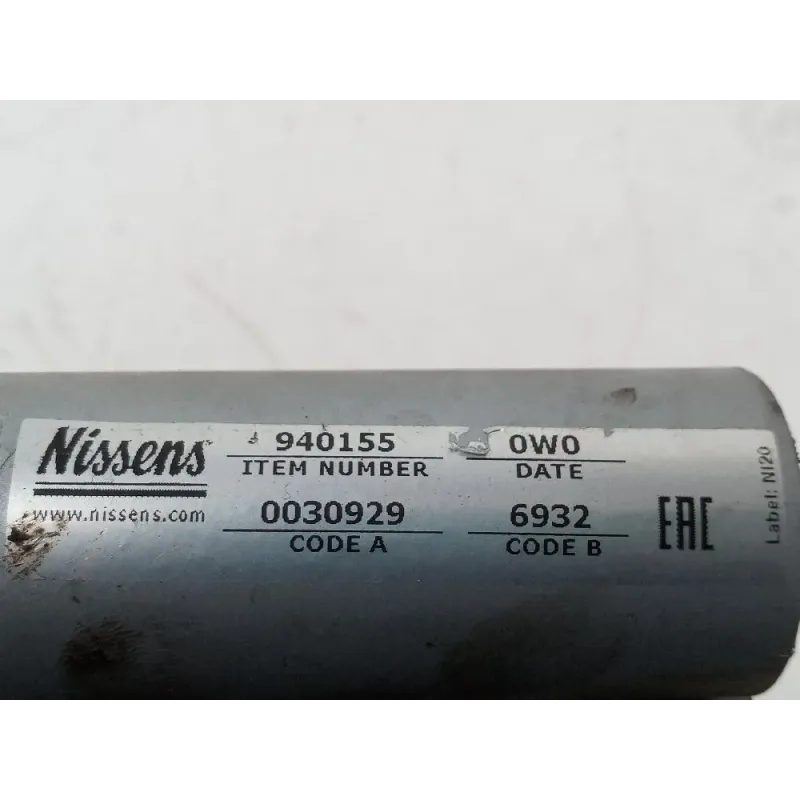 Nissens
www.nissens.com
940155
ITEM NUMBER
0W0
DATE
0030929
CODE A
6932
CODE B
EAC
Label: NI20